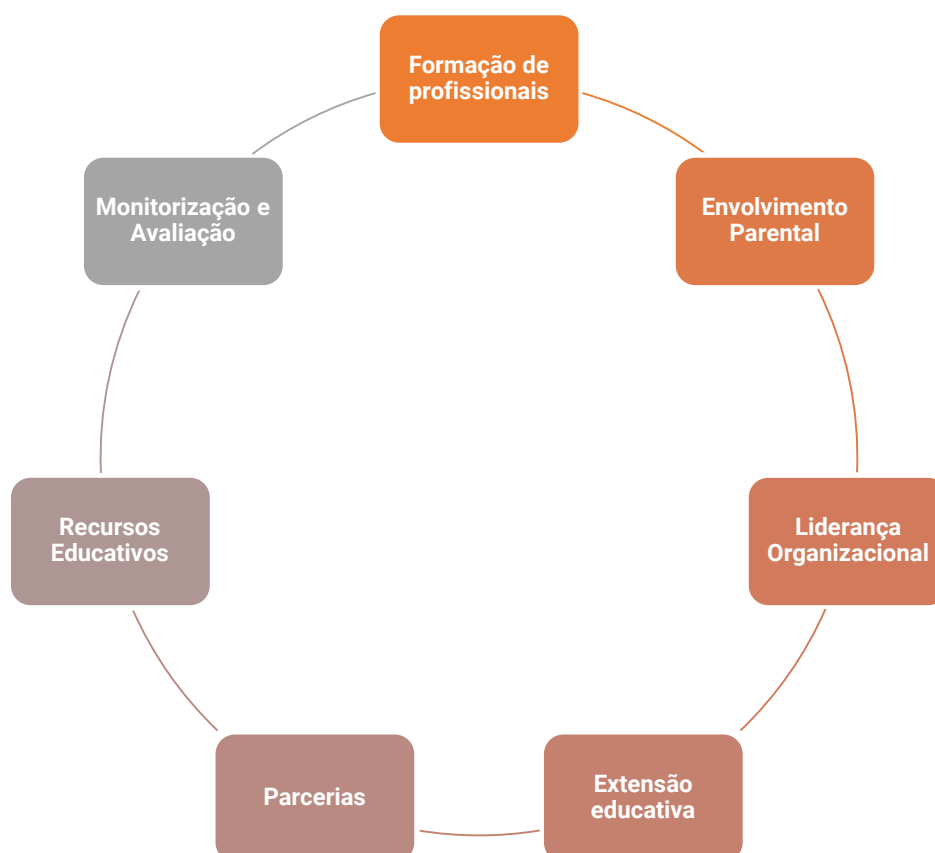 Formação de
profissionais
Envolvimento
Parental
Liderança
Organizacional
Extensão
educativa
Parcerias
Recursos
Educativos
Monitorização e
Avaliação